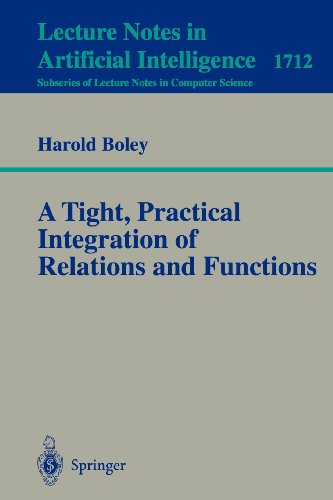 Lecture Notes in
Artificial Intelligence 1712
Subseries of Lecture Notes in Computer Science
Harold Boley
A Tight, Practical
Integration of
Relations and Functions
Springer